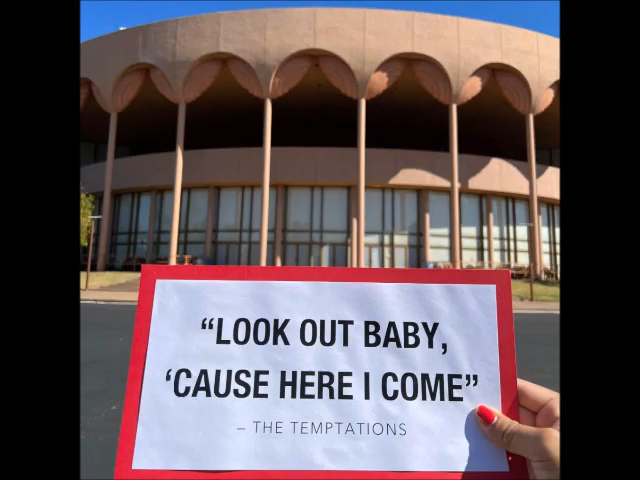 “LOOK OUT BABY,
‘CAUSE HERE I COME”
– THE TEMPTATIONS